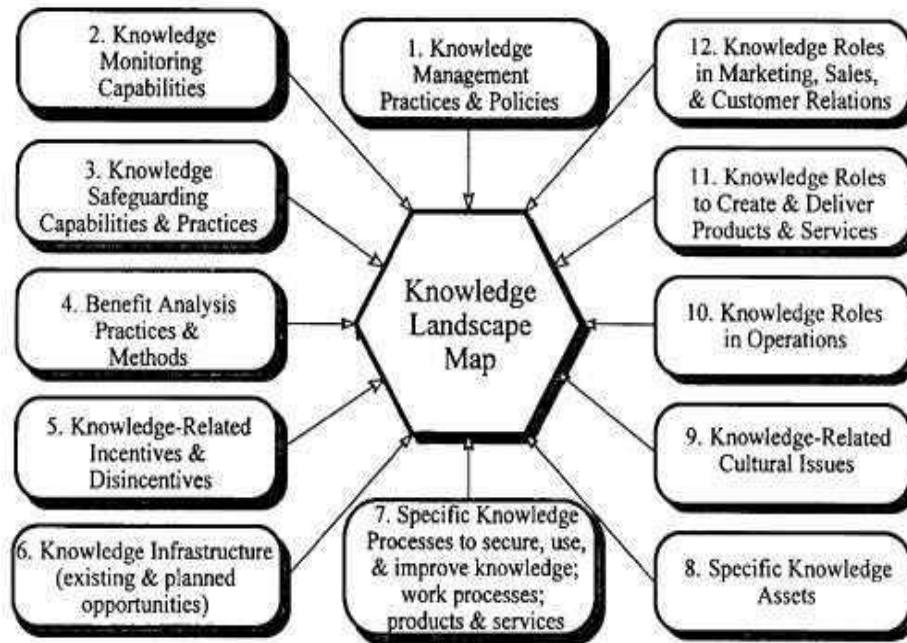 2. Knowledge
Monitoring
Capabilities
1. Knowledge
Management
Practices & Policies
12. Knowledge Roles
in Marketing, Sales,
& Customer Relations
3. Knowledge
Safeguarding
Capabilities & Practices
11. Knowledge Roles
to Create & Deliver
Products & Services
Knowledge
Landscape
Map
4. Benefit Analysis
Practices &
Methods
10. Knowledge Roles
in Operations
5. Knowledge-Related
Incentives &
Disincentives
9. Knowledge-Related
Cultural Issues
6. Knowledge Infrastructure
(existing & planned
opportunities)
7. Specific Knowledge
Processes to secure, use,
& improve knowledge;
work processes;
products & services
8. Specific Knowledge
Assets